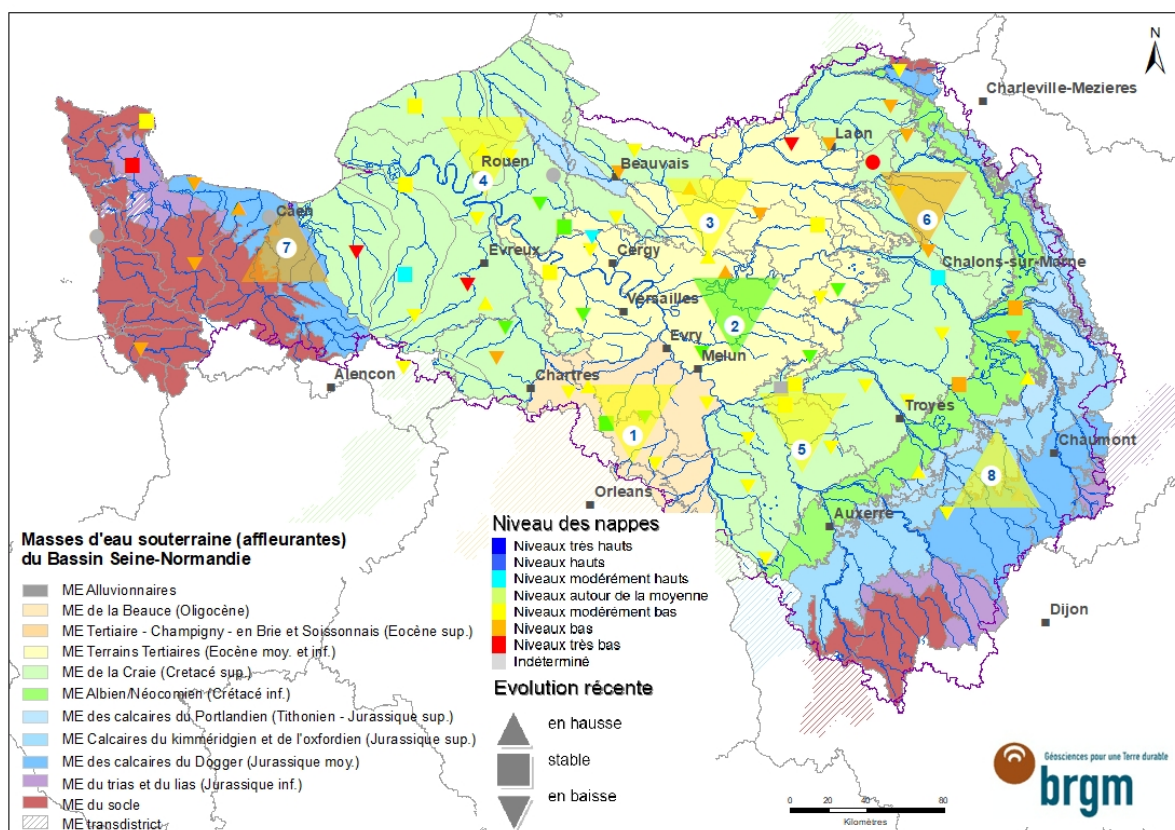 N
Charleville-Mezieres
Laon
Rouen
Beauvais
4
3
6
Caen
7
Evreux
Cergy
Chalons-sur-Marne
Versailles
2
Evry
Melun
Alencon
Chartres
Troyes
1
5
Chaumont
8
Orleans
Auxerre
Dijon
Masses d'eau souterraine (affleurantes)
du Bassin Seine-Normandie
ME Alluvionnaires
ME de la Beauce (Oligocène)
ME Tertiaire - Champigny - en Brie et Soissonnais (Eocène sup.)
ME Terrains Tertiaires (Eocène moy. et inf.)
ME de la Craie (Cretacé sup.)
ME Albien/Néocomien (Crétacé inf.)
ME des calcaires du Portlandien (Tithonien - Jurassique sup.)
ME Calcaires du kimméridgien et de l'oxfordien (Jurassique sup.)
ME des calcaires du Dogger (Jurassique moy.)
ME du trias et du lias (Jurassique inf.)
ME du socle
ME transdistrict
Niveau des nappes
Niveaux très hauts
Niveaux hauts
Niveaux modérément hauts
Niveaux autour de la moyenne
Niveaux modérément bas
Niveaux bas
Niveaux très bas
Indéterminé
Evolution récente
en hausse
stable
en baisse
Géosciences pour une Terre durable
brgm
0 20 40 80
Kilomètres